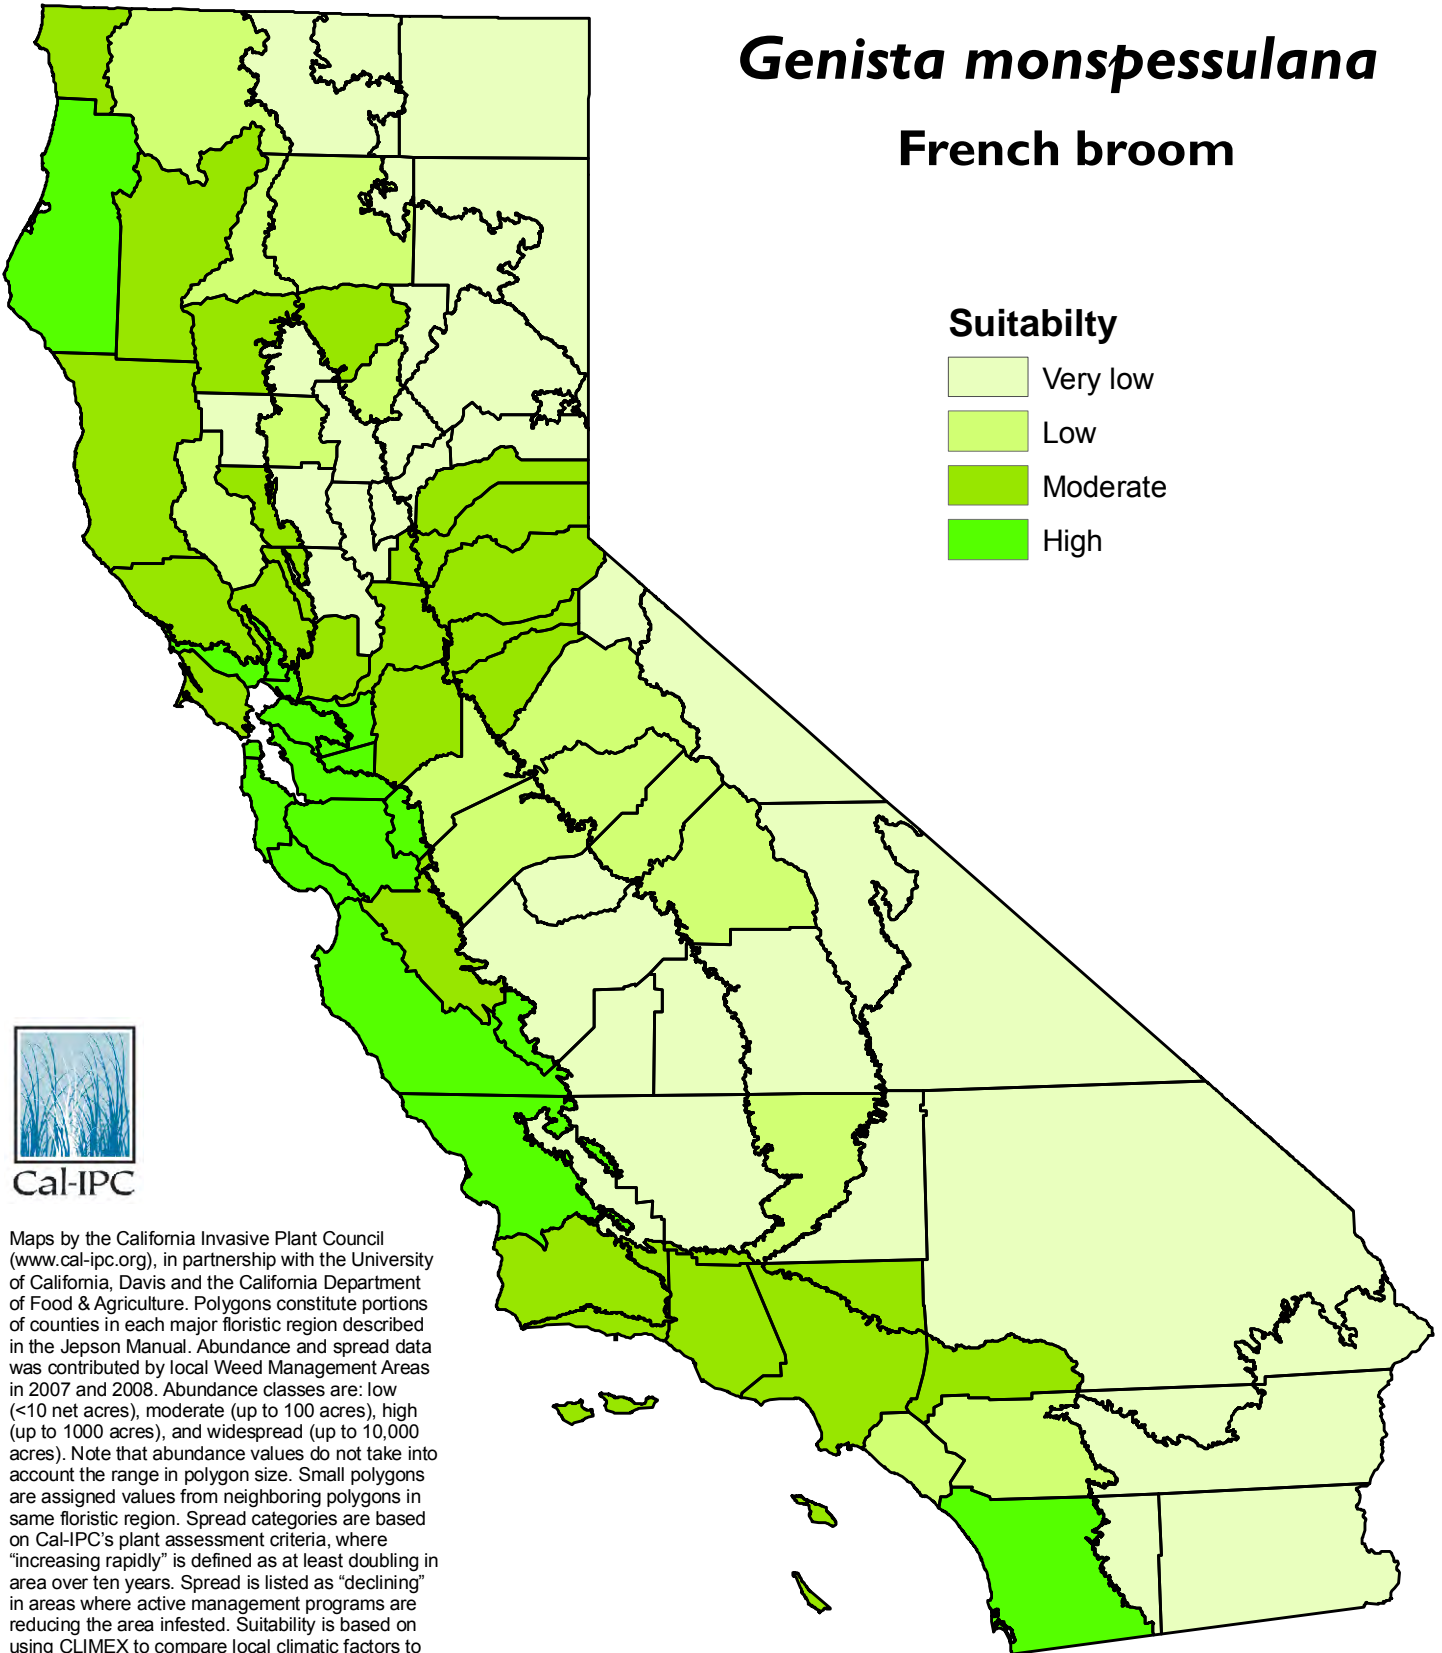 Genista monspessulana
French broom
Suitabilty
Very low
Low
Moderate
High
Cal-IPC
Maps by the California Invasive Plant Council
(www.cal-ipc.org), in partnership with the University
of California, Davis and the California Department
of Food & Agriculture. Polygons constitute portions
of counties in each major floristic region described
in the Jepson Manual. Abundance and spread data
was contributed by local Weed Management Areas
in 2007 and 2008. Abundance classes are: low
(<10 net acres), moderate (up to 100 acres), high
(up to 1000 acres), and widespread (up to 10,000
acres). Note that abundance values do not take into
account the range in polygon size. Small polygons
are assigned values from neighboring polygons in
same floristic region. Spread categories are based
on Cal-IPC's plant assessment criteria, where
“increasing rapidly” is defined as at least doubling in
area over ten years. Spread is listed as “declining”
in areas where active management programs are
reducing the area infested. Suitability is based on
using CLIMEX to compare local climatic factors to